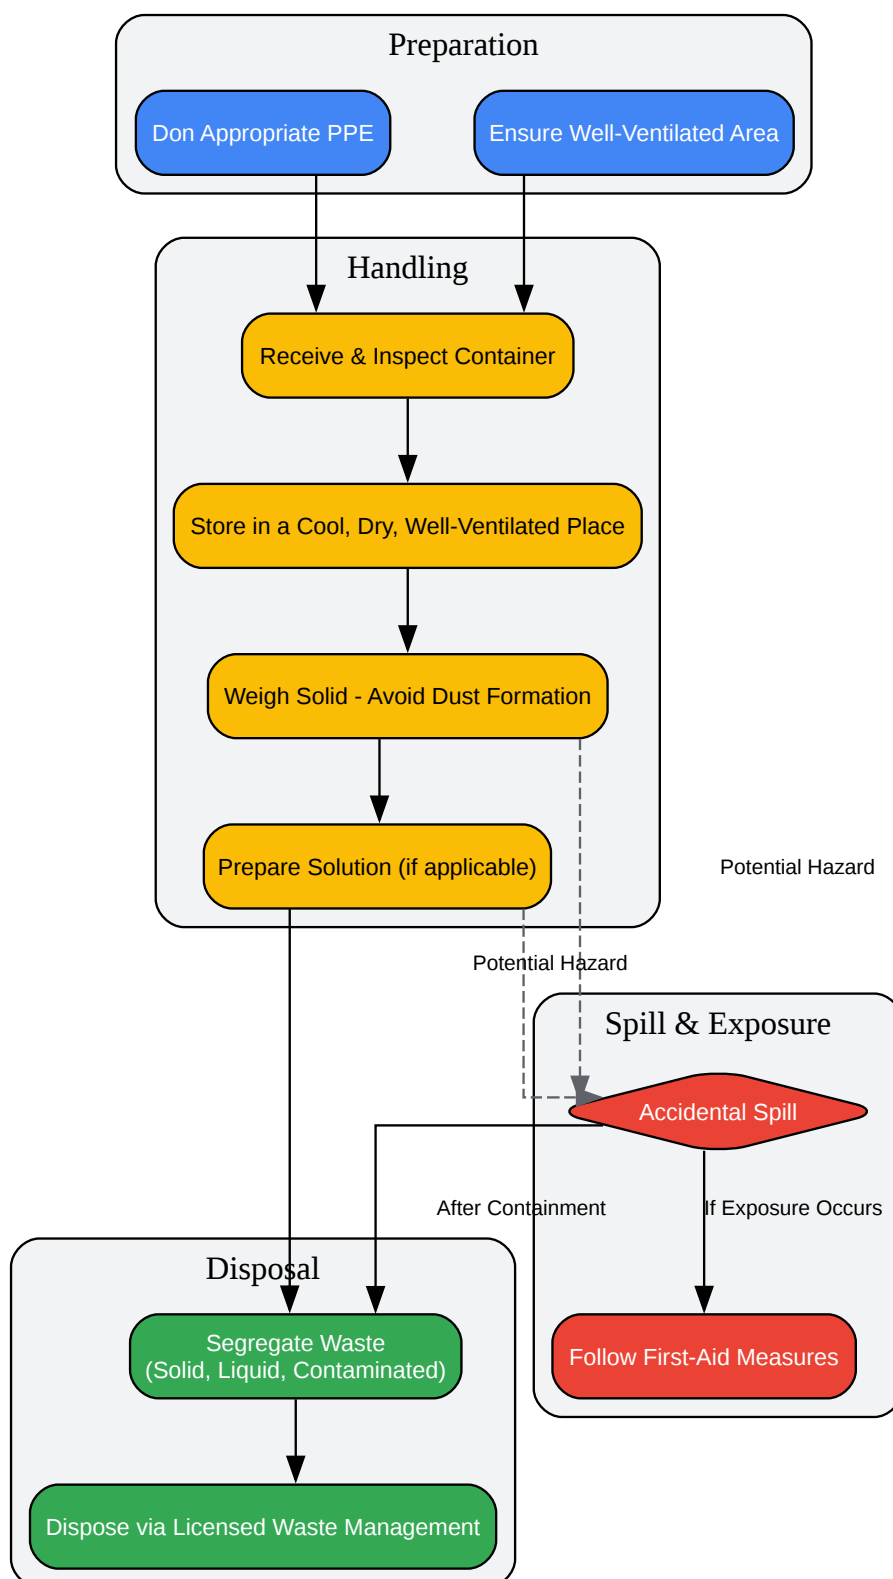 Preparation
Don Appropriate PPE
Ensure Well-Ventilated Area
Handling
Receive & Inspect Container
Store in a Cool, Dry, Well-Ventilated Place
Weigh Solid - Avoid Dust Formation
Prepare Solution (if applicable)
Potential Hazard
Potential Hazard
Spill & Exposure
Accidental Spill
After Containment
If Exposure Occurs
Disposal
Segregate Waste
(Solid, Liquid, Contaminated)
Follow First-Aid Measures
Dispose via Licensed Waste Management